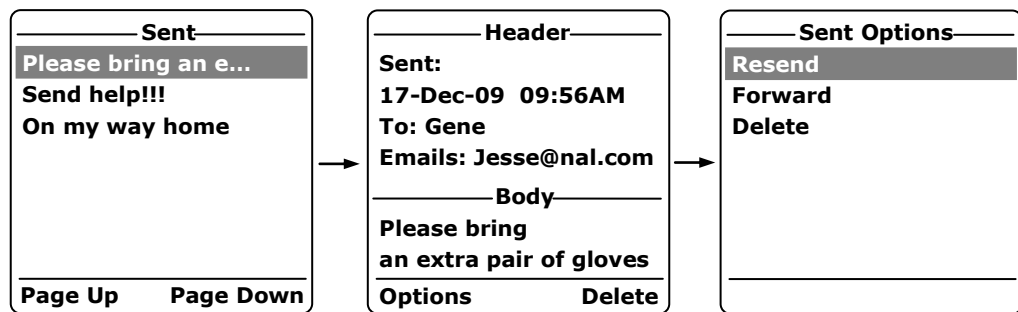 Sent
Please bring an e...
Send help!!!
On my way home
Page Up Page Down
Header
Sent:
17-Dec-09 09:56AM
To: Gene
Emails: Jesse@nal.com
Body
Please bring
an extra pair of gloves
Options Delete
Sent Options
Resend
Forward
Delete